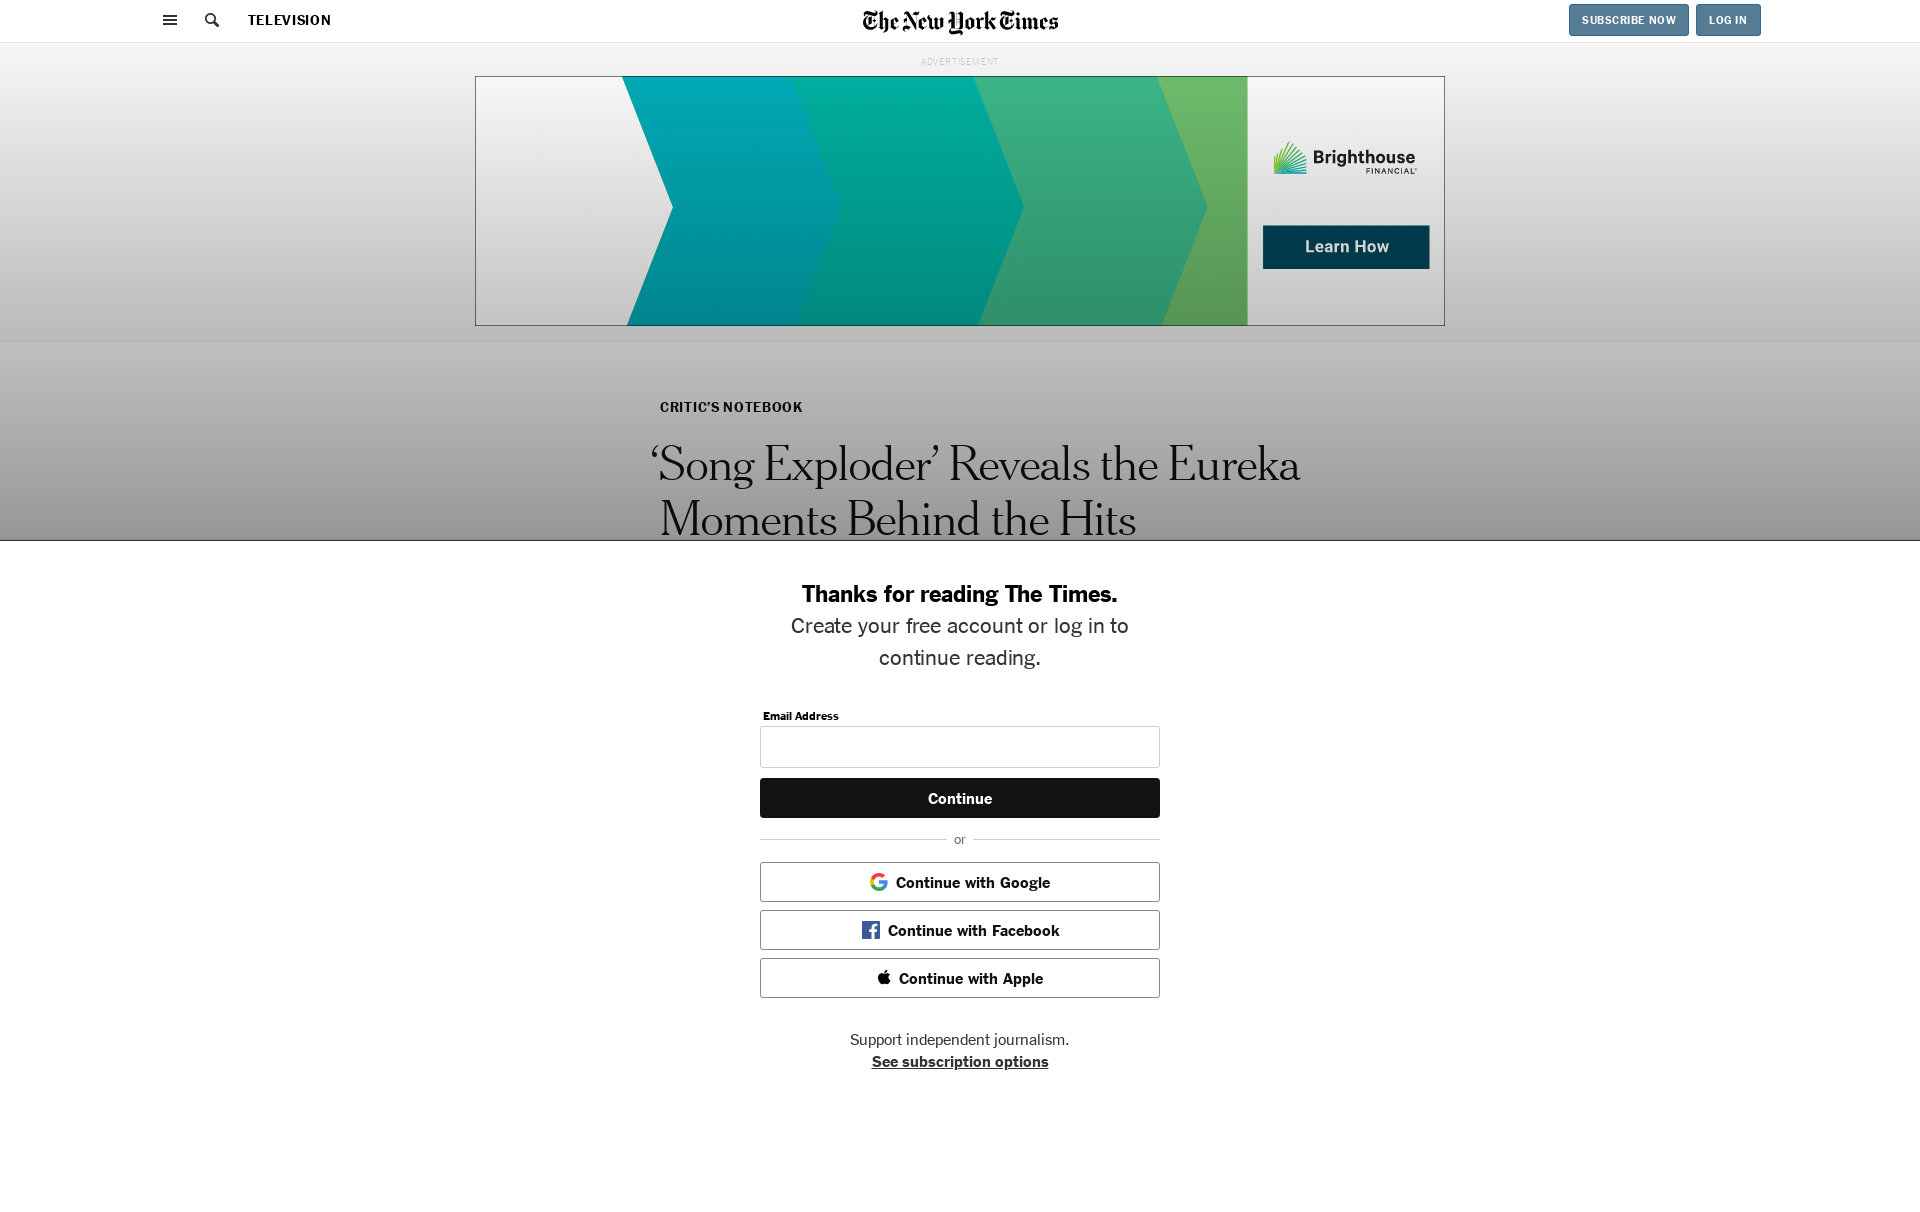 TELEVISION
The New York Times
SUBSCRIBE NOW
LOG IN
ADVERTISEMENT
Brighthouse
FINANCIAL®
Learn How
CRITIC’S NOTEBOOK
‘Song Exploder’ Reveals the Eureka
Moments Behind the Hits
Thanks for reading The Times.
Create your free account or log in to
continue reading.
Email Address
Continue
or
Continue with Google
Continue with Facebook
Continue with Apple
Support independent journalism.
See subscription options